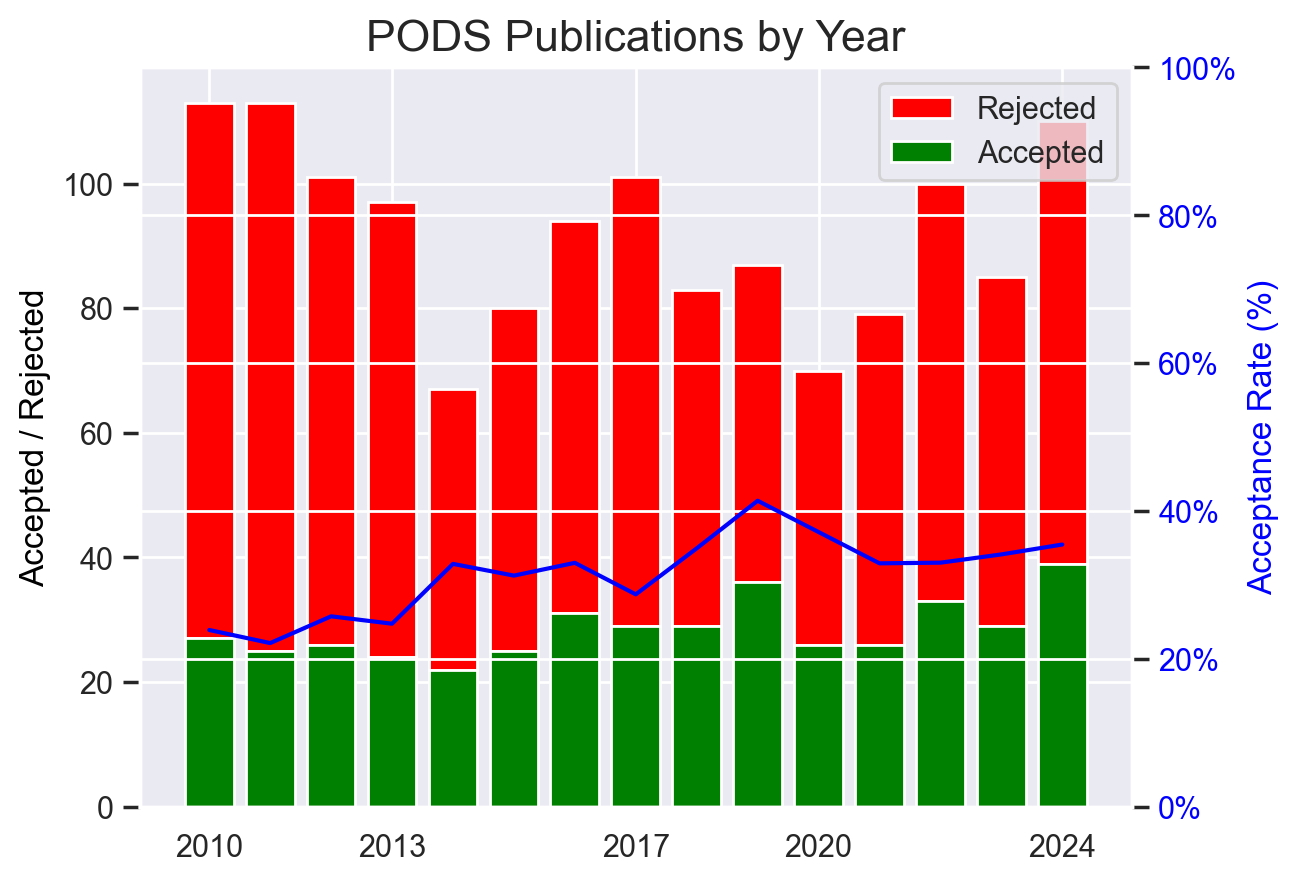 PODS Publications by Year
Rejected
Accepted
Accepted / Rejected
100
80
60
40
20
0
100%
80%
60%
40%
20%
0%
Acceptance Rate (%)
2010 2013 2017 2020 2024